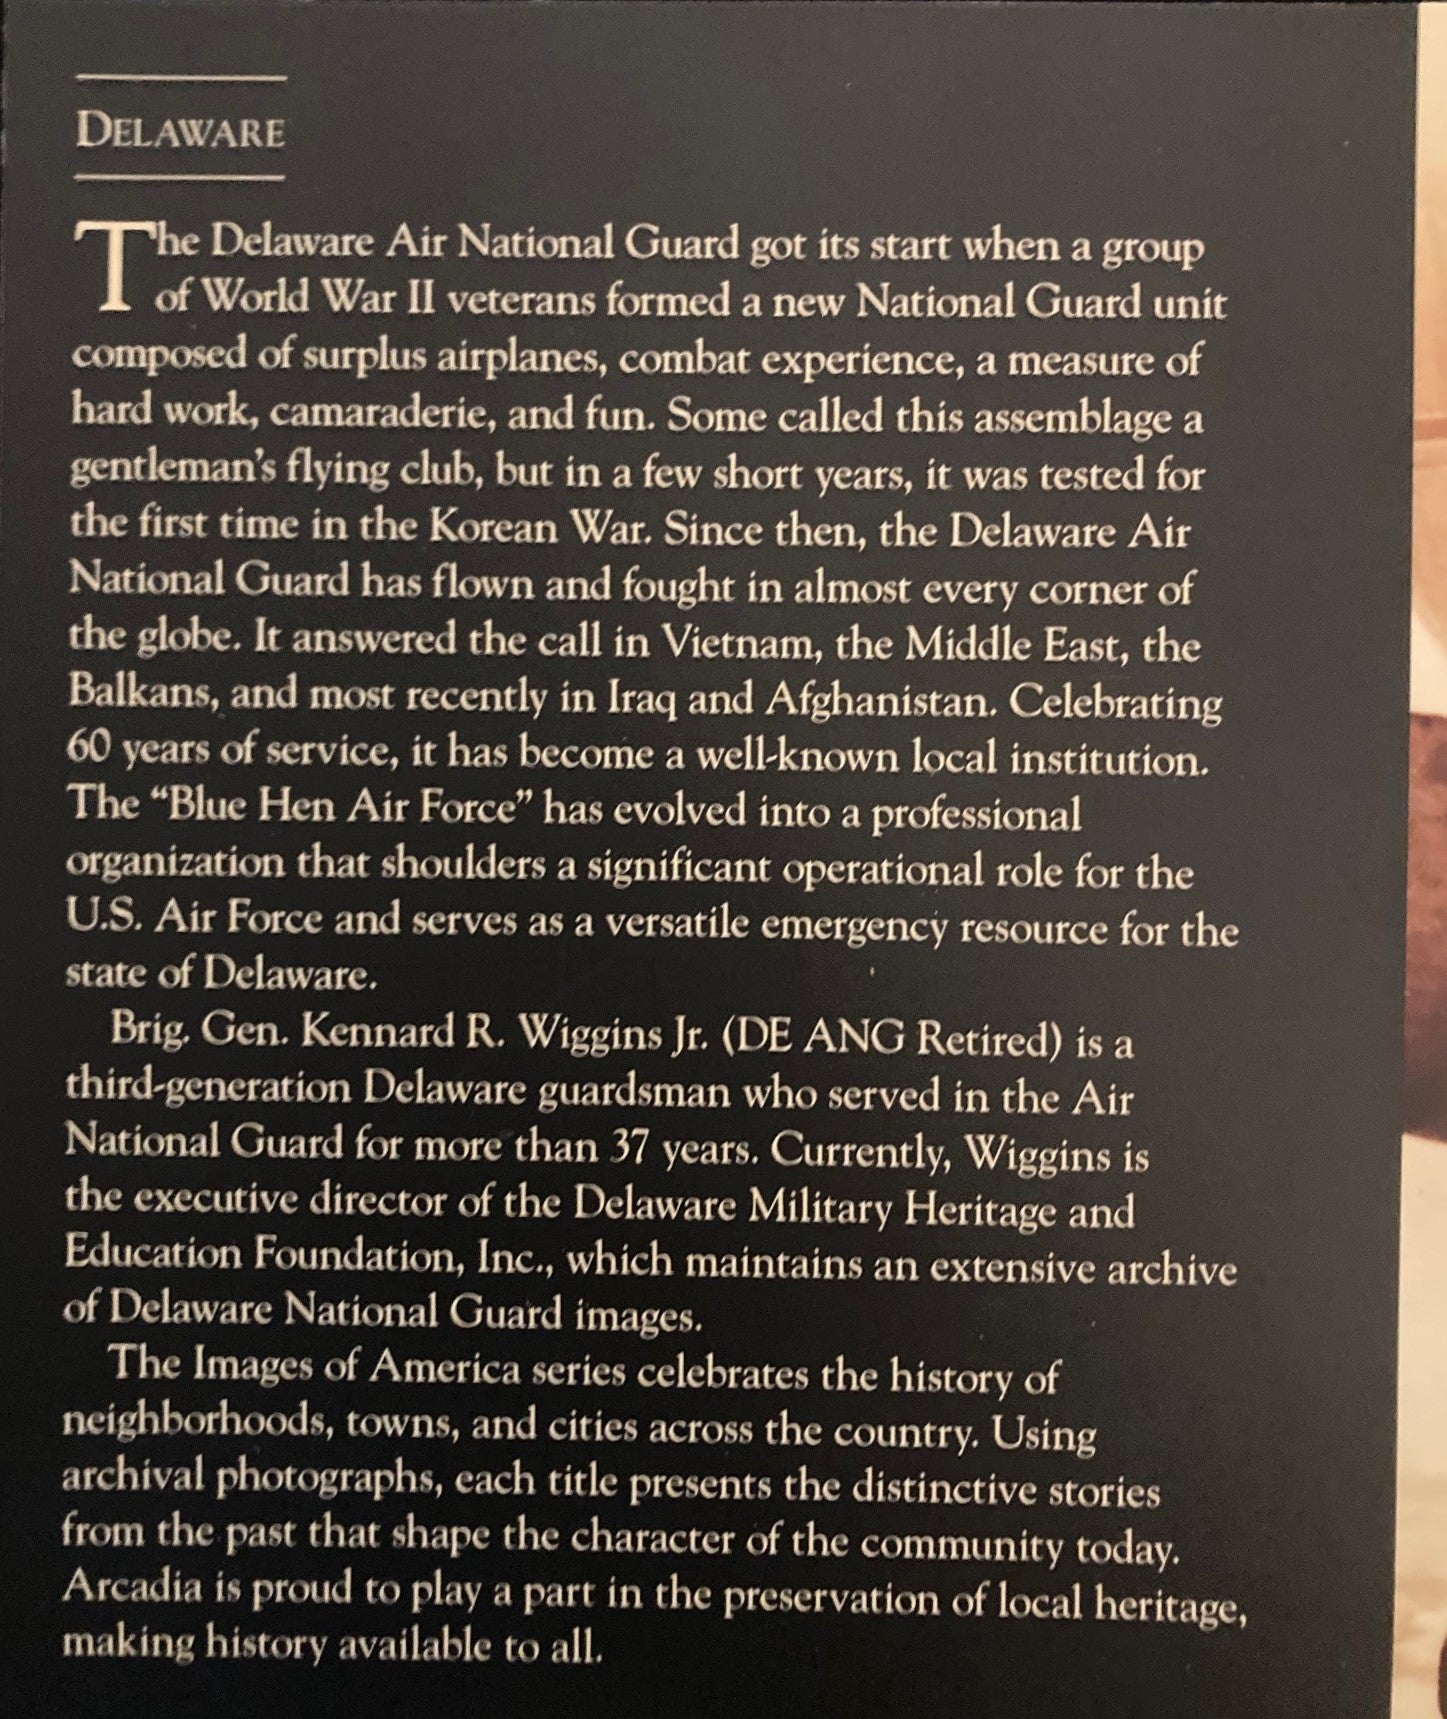 DELAWARE
The Delaware Air National Guard got its start when a group
of World War II veterans formed a new National Guard unit
composed of surplus airplanes, combat experience, a measure of
hard work, camaraderie, and fun. Some called this assemblage a
gentleman's flying club, but in a few short years, it was tested for
the first time in the Korean War. Since then, the Delaware Air
National Guard has flown and fought in almost every corner of
the globe. It answered the call in Vietnam, the Middle East, the
Balkans, and most recently in Iraq and Afghanistan. Celebrating
60 years of service, it has become a well-known local institution.
The “Blue Hen Air Force” has evolved into a professional
organization that shoulders a significant operational role for the
U.S. Air Force and serves as a versatile emergency resource for the
state of Delaware.
Brig. Gen. Kennard R. Wiggins Jr. (DE ANG Retired) is a
third-generation Delaware guardsman who served in the Air
National Guard for more than 37 years. Currently, Wiggins is
the executive director of the Delaware Military Heritage and
Education Foundation, Inc., which maintains an extensive archive
of Delaware National Guard images.
The Images of America series celebrates the history of
neighborhoods, towns, and cities across the country. Using
archival photographs, each title presents the distinctive stories
from the past that shape the character of the community today.
Arcadia is proud to play a part in the preservation of local heritage,
making history available to all.